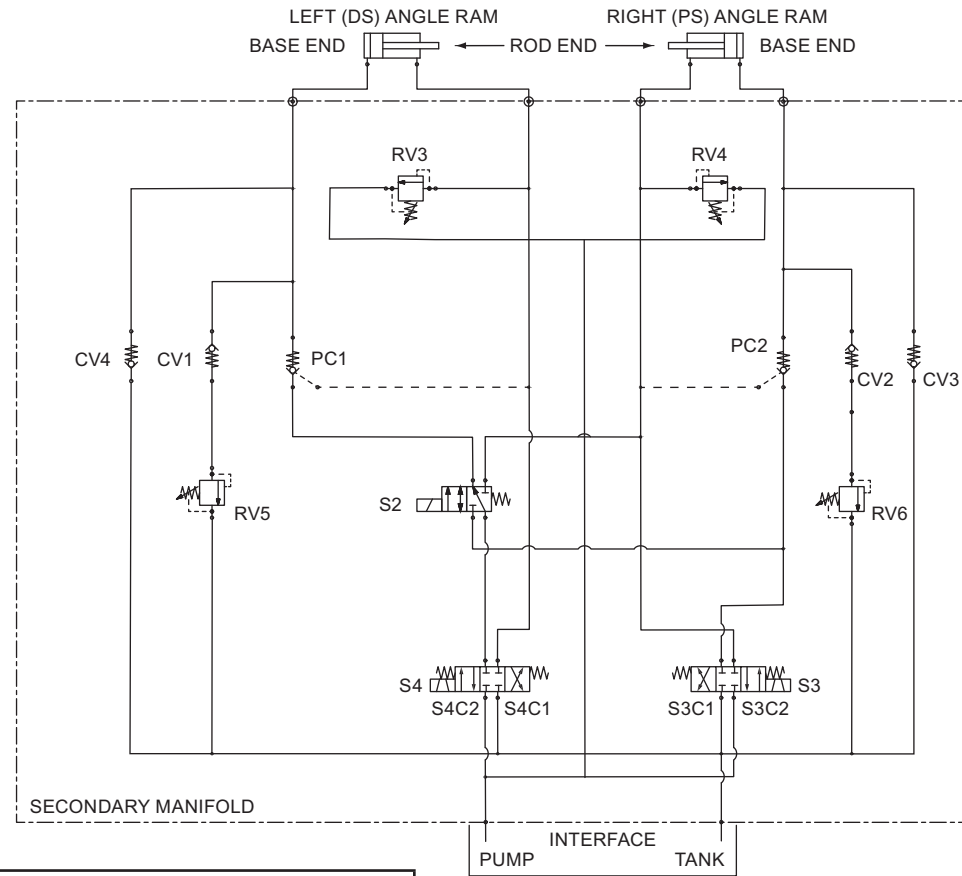 LEFT (DS) ANGLE RAM
RIGHT (PS) ANGLE RAM
BASE END
ROD END
BASE END
RV3
RV4
CV4
CV1
PC1
PC2
CV2
CV3
S2
RV5
RV6
S4
S3
S4C2
S4C1
S3C1
S3C2
SECONDARY MANIFOLD
INTERFACE
PUMP
TANK